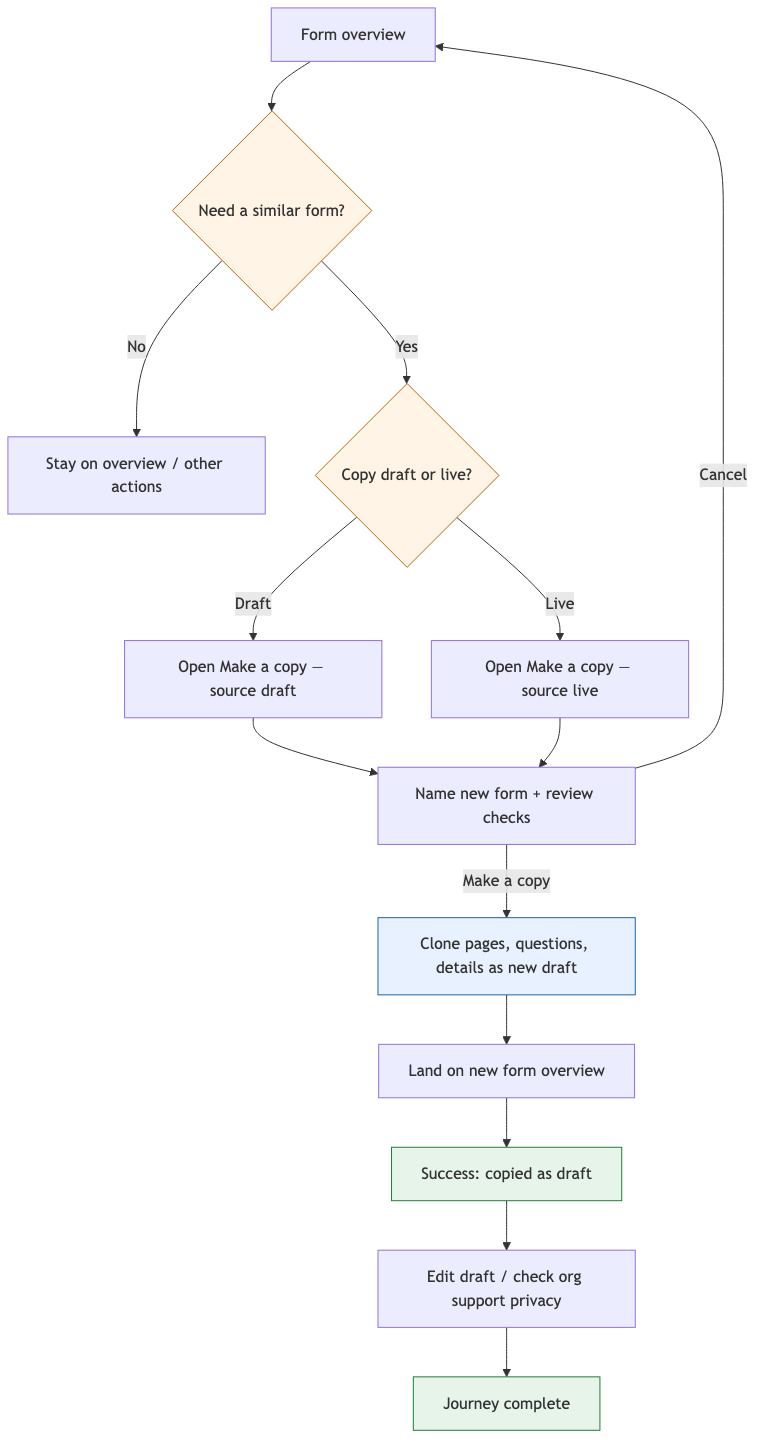 Form overview
Need a similar form?
No
Yes
Stay on overview / other
actions
Copy draft or live?
Cancel
Draft
Live
Open Make a copy —
source draft
Open Make a copy —
source live
Name new form + review
checks
Make a copy
Clone pages, questions,
details as new draft
Land on new form overview
Success: copied as draft
Edit draft / check org
support privacy
Journey complete